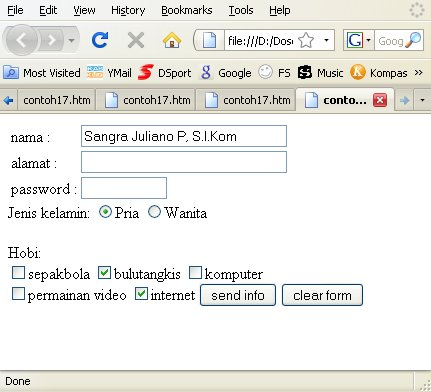 File Edit View History Bookmarks Tools Help
file:///D:/Dose G Goog
Most Visited YMail DSport Google FS Music Kompas »
contoh17.htm contoh17.htm contoh17.htm conto...
nama : Sangra Juliano P, S.I.Kom
alamat :
password :
Jenis kelamin: Pria Wanita
Hobi:
sepakbola bulutangkis komputer
permainan video internet send info clear form
Done